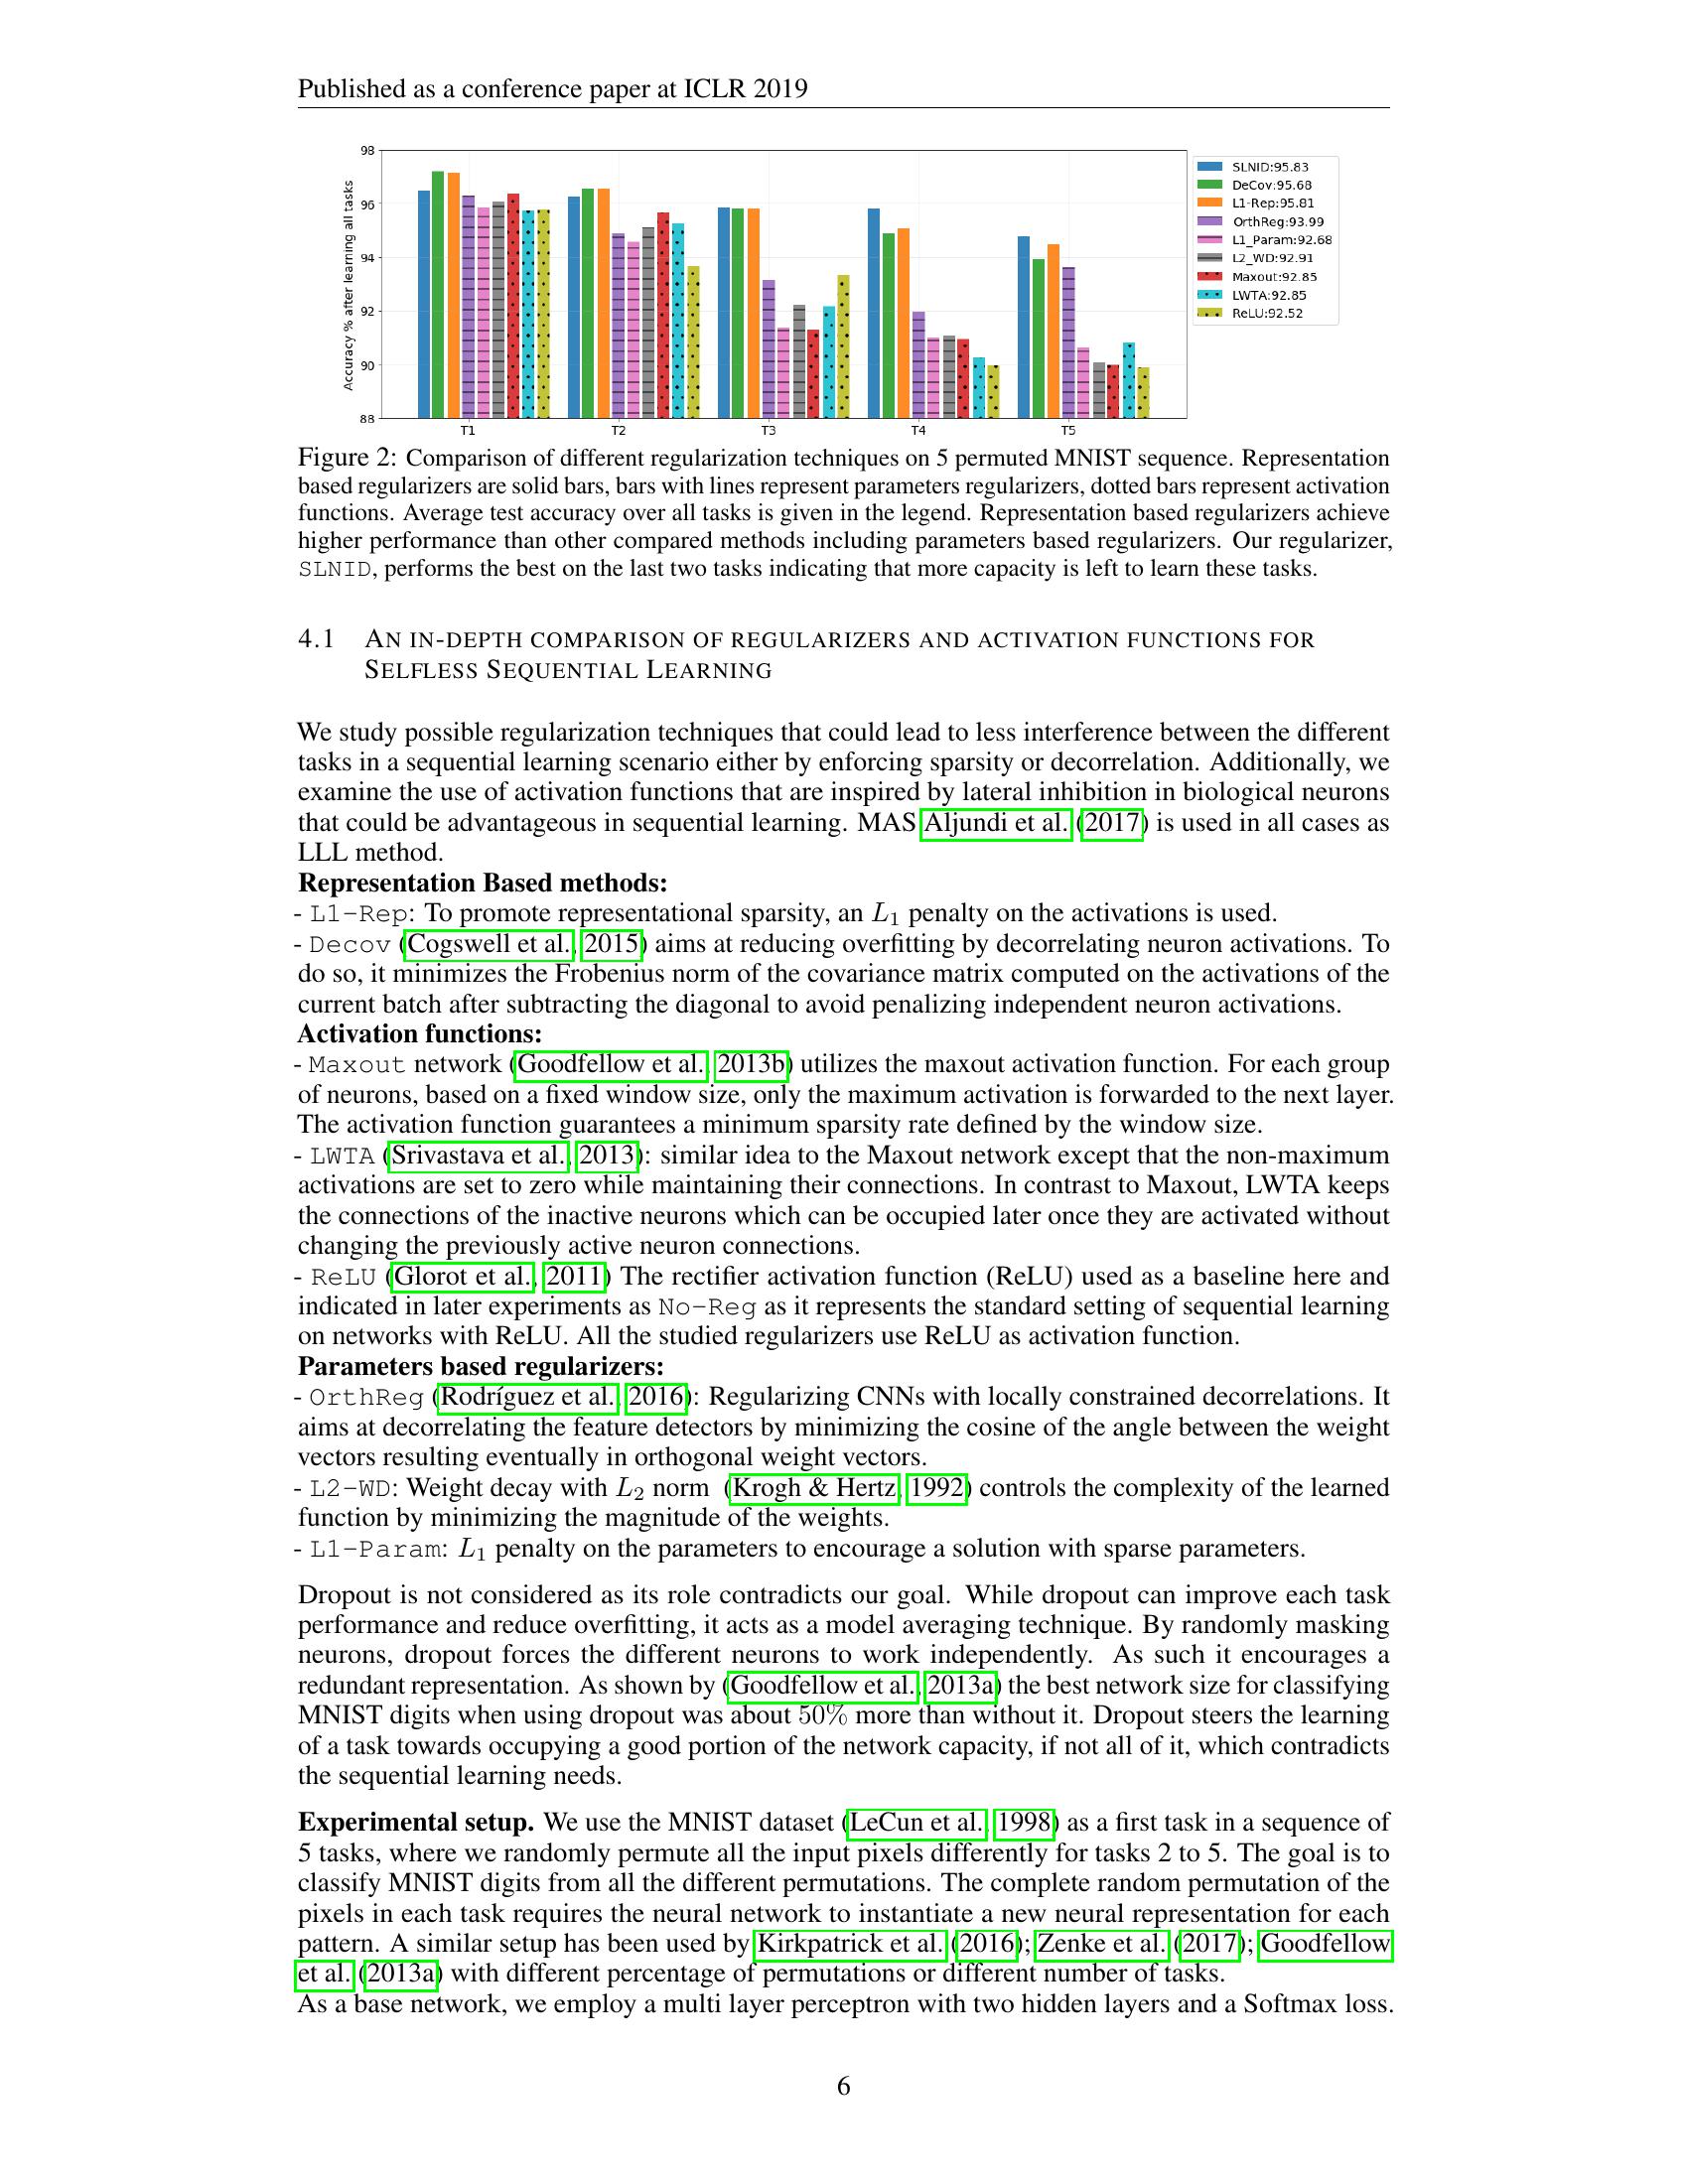 Published as a conference paper at ICLR 2019
98
96
94
92
90
88
Accuracy % after learning all tasks
T1
T2
T3
T4
T5
SLNID:95.83
DeCov:95.68
L1-Rep:95.81
OrthReg:93.99
L1_Param:92.68
L2_WD:92.91
Maxout:92.85
LWTA:92.85
ReLU:92.52
Figure 2: Comparison of different regularization techniques on 5 permuted MNIST sequence. Representation
based regularizers are solid bars, bars with lines represent parameters regularizers, dotted bars represent activation
functions. Average test accuracy over all tasks is given in the legend. Representation based regularizers achieve
higher performance than other compared methods including parameters based regularizers. Our regularizer,
SLNID, performs the best on the last two tasks indicating that more capacity is left to learn these tasks.
4.1 AN IN-DEPTH COMPARISON OF REGULARIZERS AND ACTIVATION FUNCTIONS FOR
SELFLESS SEQUENTIAL LEARNING
We study possible regularization techniques that could lead to less interference between the different
tasks in a sequential learning scenario either by enforcing sparsity or decorrelation. Additionally, we
examine the use of activation functions that are inspired by lateral inhibition in biological neurons
that could be advantageous in sequential learning. MAS Aljundi et al. (2017) is used in all cases as
LLL method.
Representation Based methods:
- L1-Rep: To promote representational sparsity, an L₁ penalty on the activations is used.
- Decov (Cogswell et al., 2015) aims at reducing overfitting by decorrelating neuron activations. To
do so, it minimizes the Frobenius norm of the covariance matrix computed on the activations of the
current batch after subtracting the diagonal to avoid penalizing independent neuron activations.
Activation functions:
- Maxout network (Goodfellow et al., 2013b) utilizes the maxout activation function. For each group
of neurons, based on a fixed window size, only the maximum activation is forwarded to the next layer.
The activation function guarantees a minimum sparsity rate defined by the window size.
- LWTA (Srivastava et al., 2013): similar idea to the Maxout network except that the non-maximum
activations are set to zero while maintaining their connections. In contrast to Maxout, LWTA keeps
the connections of the inactive neurons which can be occupied later once they are activated without
changing the previously active neuron connections.
- ReLU (Glorot et al., 2011) The rectifier activation function (ReLU) used as a baseline here and
indicated in later experiments as No-Reg as it represents the standard setting of sequential learning
on networks with ReLU. All the studied regularizers use ReLU as activation function.
Parameters based regularizers:
- OrthReg (Rodríguez et al., 2016): Regularizing CNNs with locally constrained decorrelations. It
aims at decorrelating the feature detectors by minimizing the cosine of the angle between the weight
vectors resulting eventually in orthogonal weight vectors.
- L2-WD: Weight decay with L₂ norm (Krogh & Hertz, 1992) controls the complexity of the learned
function by minimizing the magnitude of the weights.
- L1-Param: L₁ penalty on the parameters to encourage a solution with sparse parameters.
Dropout is not considered as its role contradicts our goal. While dropout can improve each task
performance and reduce overfitting, it acts as a model averaging technique. By randomly masking
neurons, dropout forces the different neurons to work independently. As such it encourages a
redundant representation. As shown by (Goodfellow et al., 2013a) the best network size for classifying
MNIST digits when using dropout was about 50% more than without it. Dropout steers the learning
of a task towards occupying a good portion of the network capacity, if not all of it, which contradicts
the sequential learning needs.
Experimental setup. We use the MNIST dataset (LeCun et al., 1998) as a first task in a sequence of
5 tasks, where we randomly permute all the input pixels differently for tasks 2 to 5. The goal is to
classify MNIST digits from all the different permutations. The complete random permutation of the
pixels in each task requires the neural network to instantiate a new neural representation for each
pattern. A similar setup has been used by Kirkpatrick et al. (2016); Zenke et al. (2017); Goodfellow
et al. (2013a) with different percentage of permutations or different number of tasks.
As a base network, we employ a multi layer perceptron with two hidden layers and a Softmax loss.
6